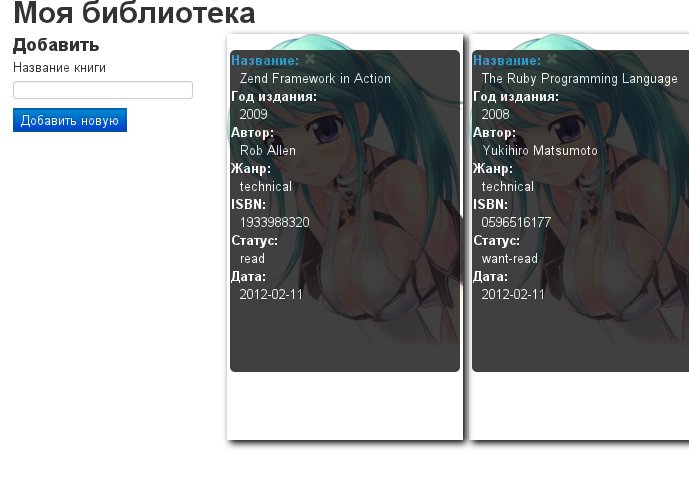 Моя библиотека
Добавить
Название книги
Добавить новую
Название: ✖
Zend Framework in Action
Год издания:
2009
Автор:
Rob Allen
Жанр:
technical
ISBN:
1933988320
Статус:
read
Дата:
2012-02-11
Название: ✖
The Ruby Programming Language
Год издания:
2008
Автор:
Yukihiro Matsumoto
Жанр:
technical
ISBN:
0596516177
Статус:
want-read
Дата:
2012-02-11